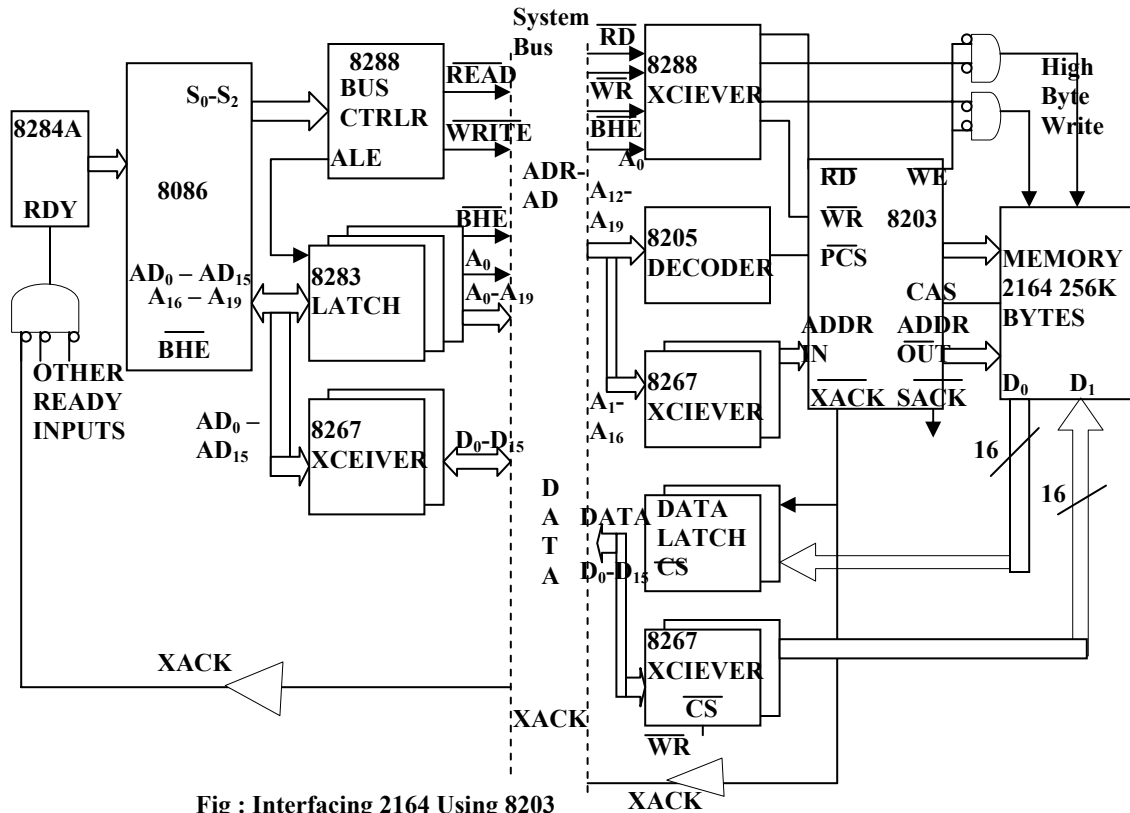 System
Bus
8284A
RDY
S₀-S₂
8086
AD₀ – AD₁₅
A₁₆ – A₁₉
BHE
OTHER
READY
INPUTS
8288
BUS
CTRLR
ALE
READ
WRITE
8283
LATCH
BHE
A₀
A₀-A₁₉
AD₀ –
AD₁₅
8267
XCEIVER
D₀-D₁₅
ADR-
AD
D
A
T
A
XACK
XACK
RD
WR
BHE
A₀
8288
XCIEVER
A₁₂-
A₁₉
8205
DECODER
A₁-
A₁₆
8267
XCIEVER
RD
WE
WR
8203
PCS
CAS
ADDR
IN
ADDR
OUT
XACK
SACK
High
Byte
Write
MEMORY
2164 256K
BYTES
D₀
D₁
16
16
DATA
D₀-D₁₅
DATA
LATCH
CS
8267
XCIEVER
CS
WR
XACK
Fig : Interfacing 2164 Using 8203